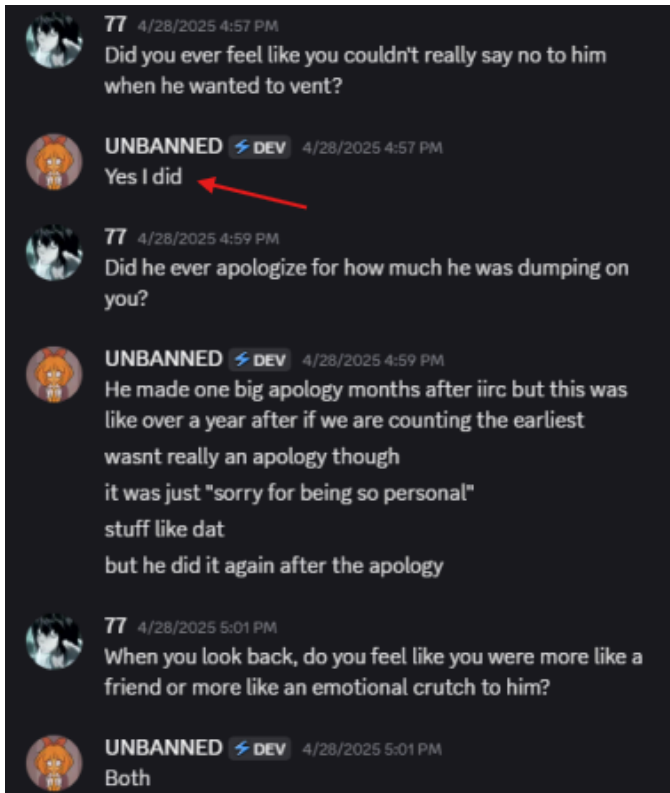 77 4/28/2025 4:57 PM
Did you ever feel like you couldn't really say no to him
when he wanted to vent?
UNBANNED DEV 4/28/2025 4:57 PM
Yes I did
77 4/28/2025 4:59 PM
Did he ever apologize for how much he was dumping on
you?
UNBANNED DEV 4/28/2025 4:59 PM
He made one big apology months after iirc but this was
like over a year after if we are counting the earliest
wasnt really an apology though
it was just "sorry for being so personal"
stuff like dat
but he did it again after the apology
77 4/28/2025 5:01 PM
When you look back, do you feel like you were more like a
friend or more like an emotional crutch to him?
UNBANNED DEV 4/28/2025 5:01 PM
Both